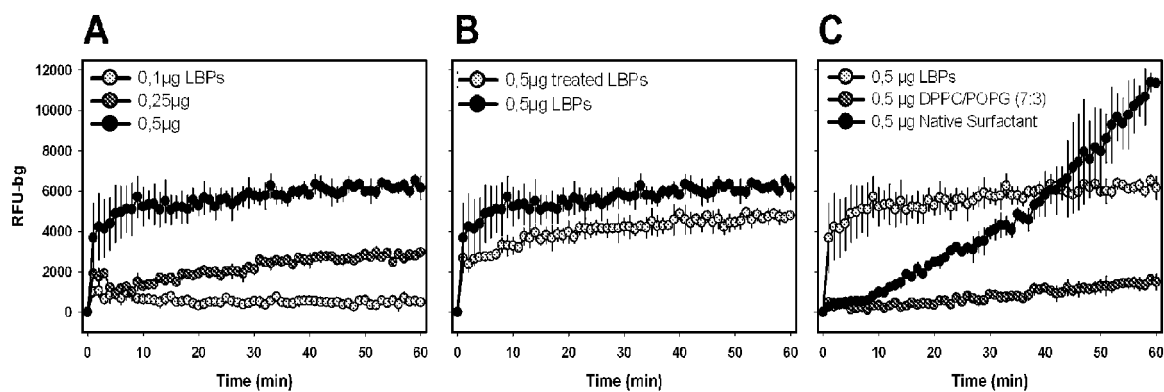 A
B
C
0,1µg LBPs
0,25µg
0,5µg
0,5µg treated LBPs
0,5µg LBPs
0,5 µg LBPs
0,5 µg DPPC/POPG (7:3)
0,5 µg Native Surfactant
RFU-bg
12000
10000
8000
6000
4000
2000
0
0 10 20 30 40 50 60
0 10 20 30 40 50 60
0 10 20 30 40 50 60
Time (min)
Time (min)
Time (min)